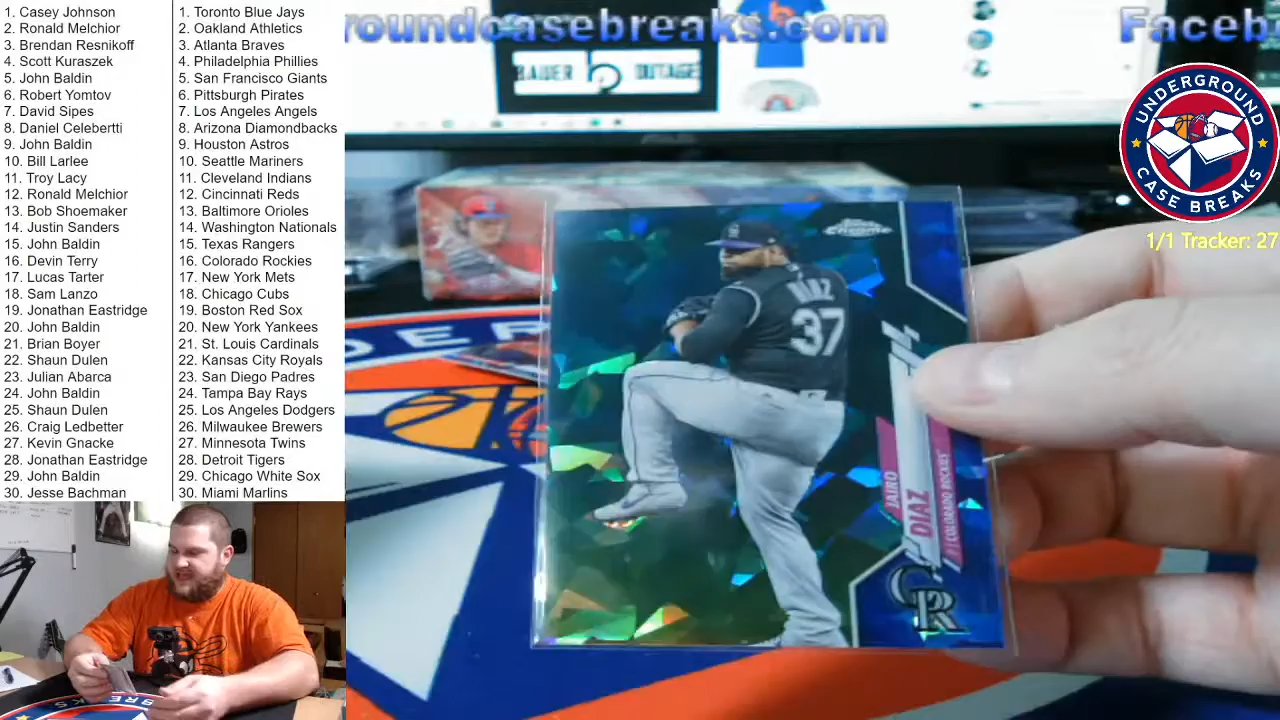 1. Casey Johnson
2. Ronald Melchior
3. Brendan Resnikoff
4. Scott Kuraszek
5. John Baldin
6. Robert Yomtov
7. David Sipes
8. Daniel Celebertti
9. John Baldin
10. Bill Larlee
11. Troy Lacy
12. Ronald Melchior
13. Bob Shoemaker
14. Justin Sanders
15. John Baldin
16. Devin Terry
17. Lucas Tarter
18. Sam Lanzo
19. Jonathan Eastridge
20. John Baldin
21. Brian Boyer
22. Shaun Dulen
23. Julian Abarca
24. John Baldin
25. Shaun Dulen
26. Craig Ledbetter
27. Kevin Gnacke
28. Jonathan Eastridge
29. John Baldin
30. Jesse Bachman
1. Toronto Blue Jays
2. Oakland Athletics
3. Atlanta Braves
4. Philadelphia Phillies
5. San Francisco Giants
6. Pittsburgh Pirates
7. Los Angeles Angels
8. Arizona Diamondbacks
9. Houston Astros
10. Seattle Mariners
11. Cleveland Indians
12. Cincinnati Reds
13. Baltimore Orioles
14. Washington Nationals
15. Texas Rangers
16. Colorado Rockies
17. New York Mets
18. Chicago Cubs
19. Boston Red Sox
20. New York Yankees
21. St. Louis Cardinals
22. Kansas City Royals
23. San Diego Padres
24. Tampa Bay Rays
25. Los Angeles Dodgers
26. Milwaukee Brewers
27. Minnesota Twins
28. Detroit Tigers
29. Chicago White Sox
30. Miami Marlins
roundcasebreaks.com
Faceb
BAUER OUTAGE
UNDERGROUND
CASE BREAKS
1/1 Tracker: 27
Chrome
DIAZ
37
JAIRO
DIAZ
COLORADO ROCKIES
CR
DER
BREAKS